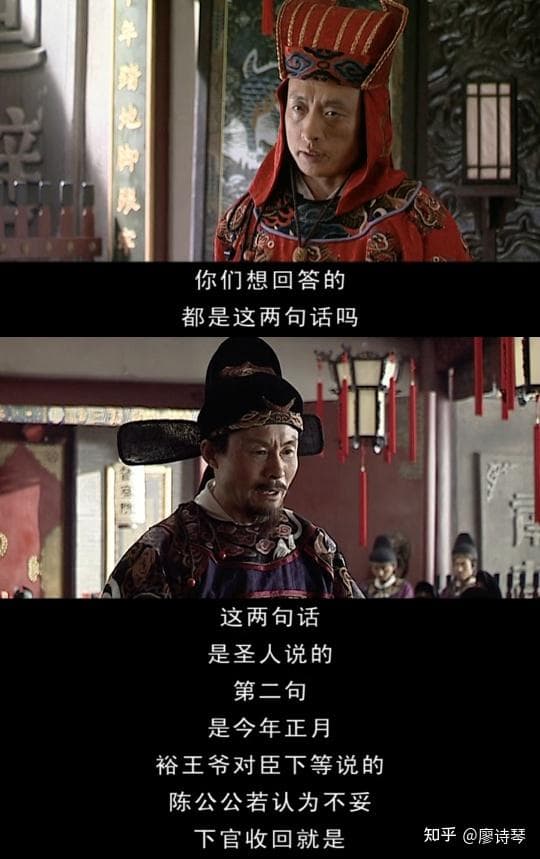 你们想回答的
都是这两句话吗
这两句话
是圣人说的
第二句
是今年正月
裕王爷对臣下等说的
陈公公若认为不妥
下官收回就是
知乎 @廖诗琴